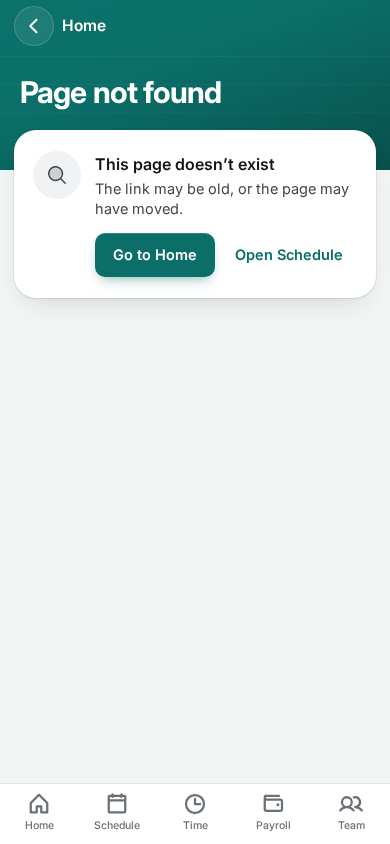 Home
Page not found
This page doesn’t exist
The link may be old, or the page may
have moved.
Go to Home
Open Schedule
Home
Schedule
Time
Payroll
Team